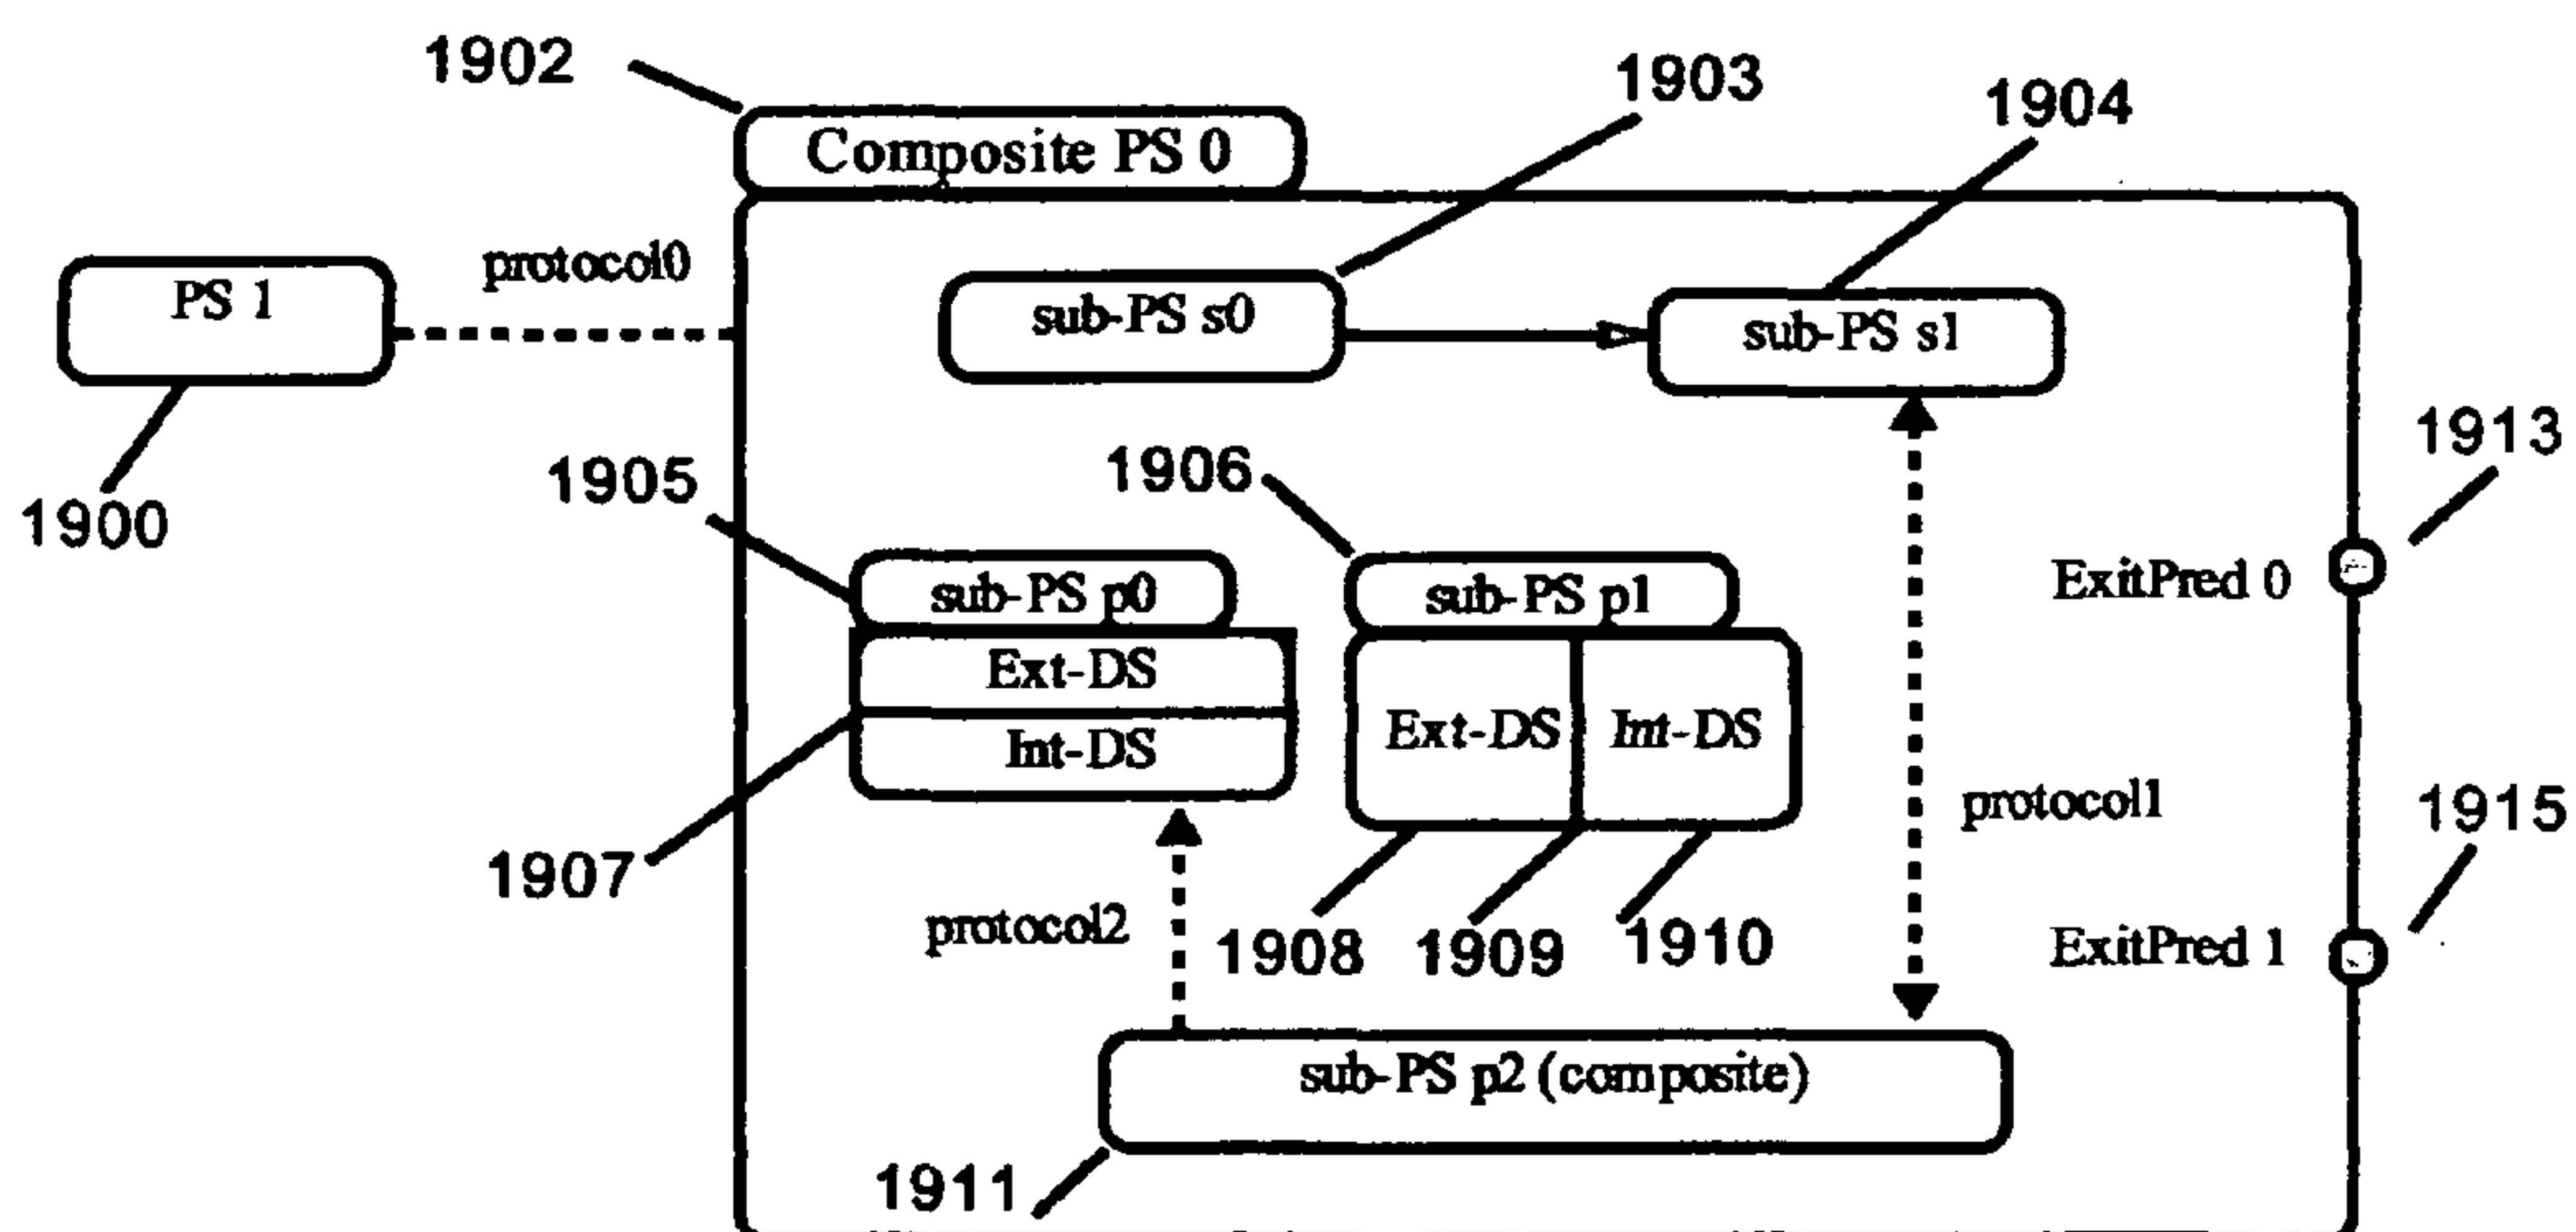 1902
1903
1904
Composite PS 0
PS 1
protocol0
sub-PS s0
sub-PS s1
1900
1905
1906
1913
sub-PS p0
sub-PS p1
ExitPred 0
Ext-DS
Int-DS
Ext-DS
Int-DS
1907
protocol1
1915
protocol2
1908
1909
1910
ExitPred 1
sub-PS p2 (composite)
1911